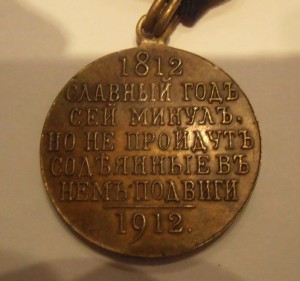 1812
СЛАВНЫЙ ГОДЪ
СЕЙ МИНУЛЪ.
НО НЕ ПРОЙДУТЪ
СОДѢЯННЫЕ ВЪ
НЕМЪ ПОДВИГИ
1912.